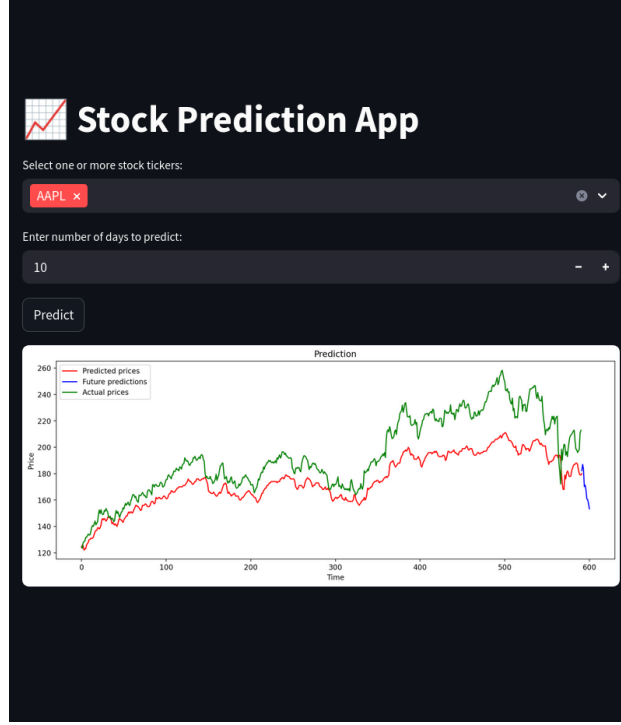 Stock Prediction App
Select one or more stock tickers:
AAPL ×
Enter number of days to predict:
10 − +
Predict
Prediction
Predicted prices
Future predictions
Actual prices
Price
260
240
220
200
180
160
140
120
0 100 200 300 400 500 600
Time